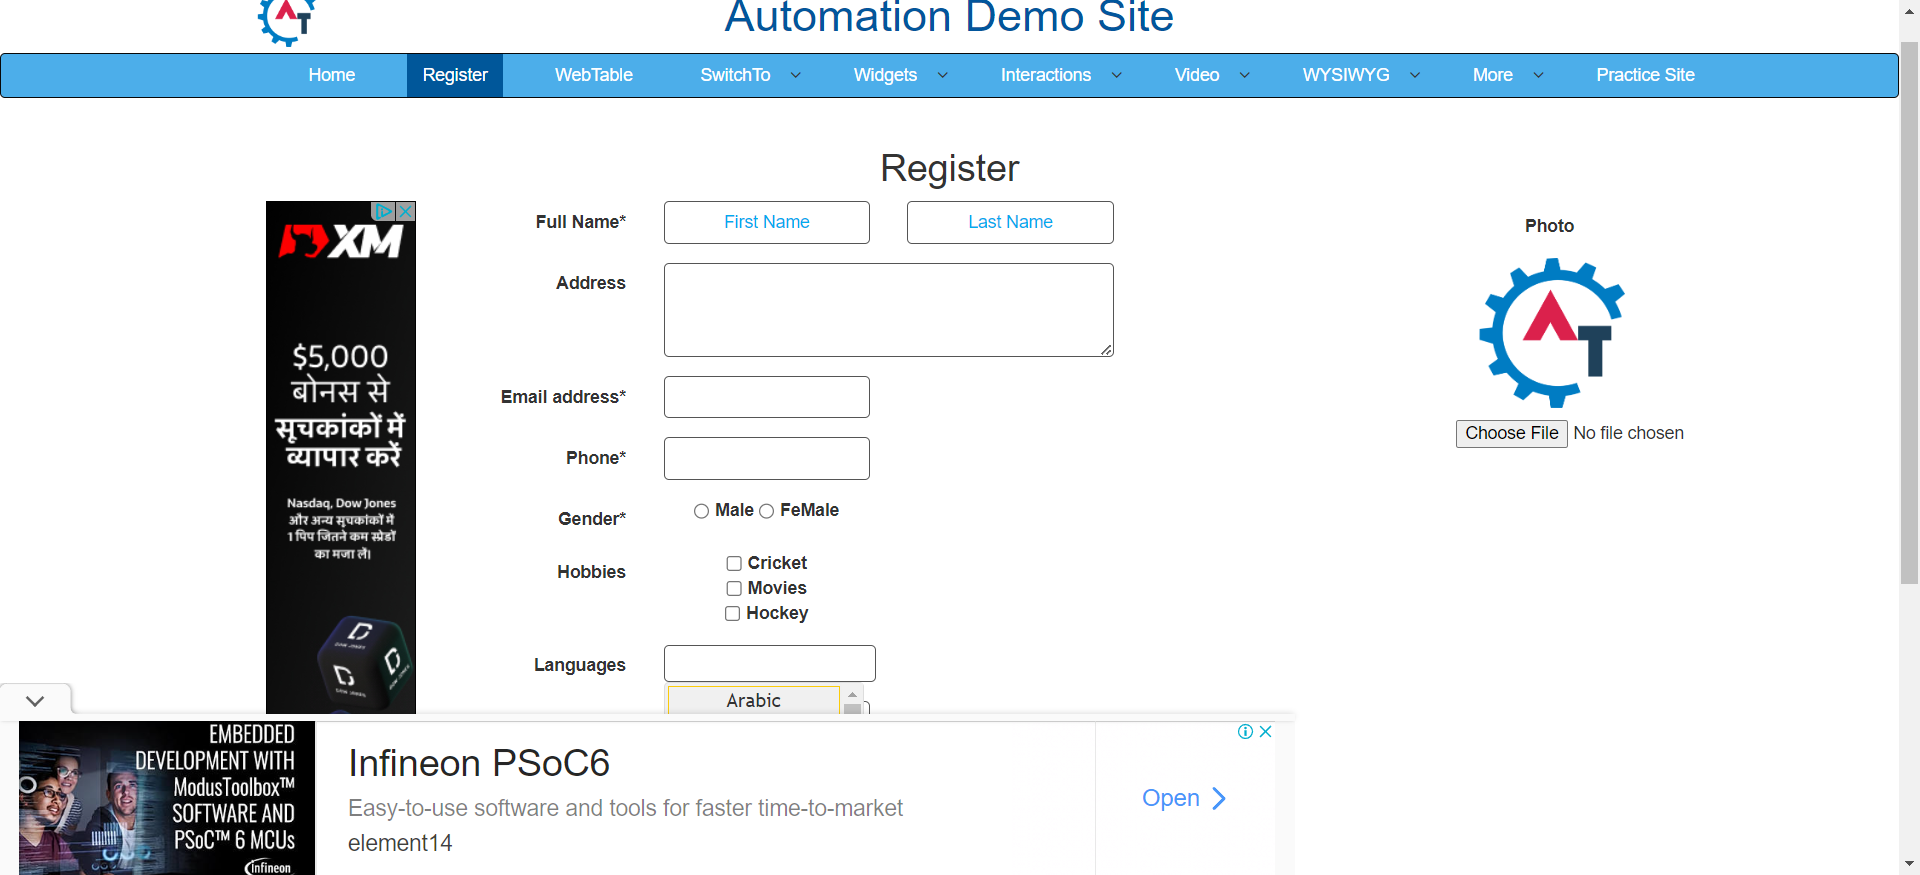 AT
Automation Demo Site
Home
Register
WebTable
SwitchTo
Widgets
Interactions
Video
WYSIWYG
More
Practice Site
Register
XM
$5,000
बोनस से
सूचकांकों में
व्यापार करें
Nasdaq, Dow Jones
और अन्य सूचकांकों में
1 पिप जितने कम स्प्रेडों
का मजा लें।
DOW JONES
Full Name*
First Name
Last Name
Address
Email address*
Phone*
Gender*
Male
FeMale
Hobbies
Cricket
Movies
Hockey
Languages
Arabic
Photo
AT
Choose File No file chosen
EMBEDDED
DEVELOPMENT WITH
ModusToolbox™
SOFTWARE AND
PSoC™ 6 MCUs
infineon
Infineon PSoC6
Easy-to-use software and tools for faster time-to-market
element14
Open